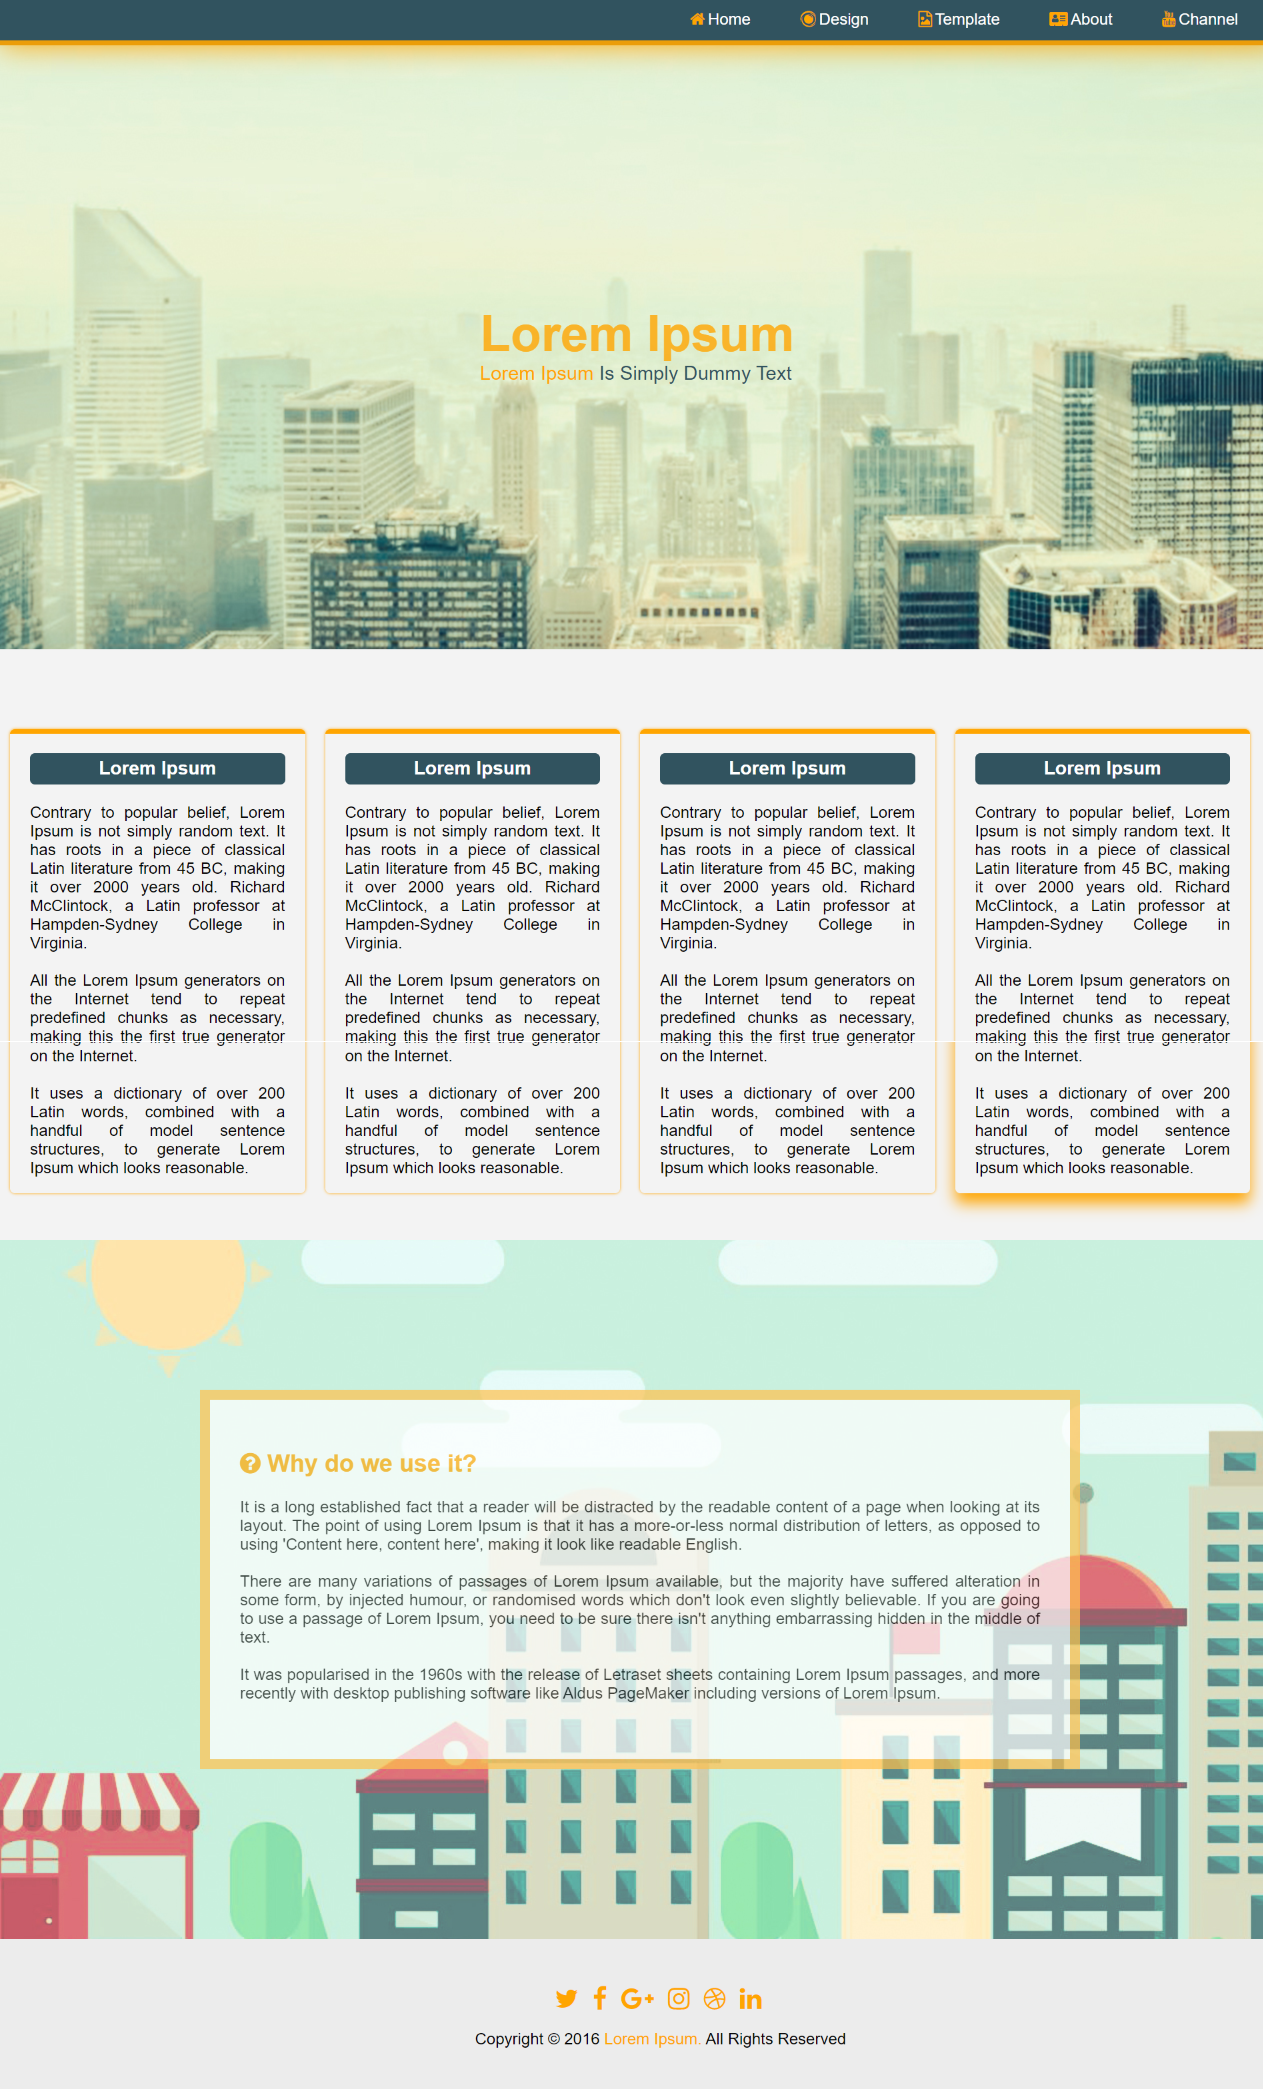 Home Design Template About Channel
Lorem Ipsum
Lorem Ipsum Is Simply Dummy Text
Lorem Ipsum
Contrary to popular belief, Lorem
Ipsum is not simply random text. It
has roots in a piece of classical
Latin literature from 45 BC, making
it over 2000 years old. Richard
McClintock, a Latin professor at
Hampden-Sydney College in
Virginia.
All the Lorem Ipsum generators on
the Internet tend to repeat
predefined chunks as necessary,
making this the first true generator
on the Internet.
It uses a dictionary of over 200
Latin words, combined with a
handful of model sentence
structures, to generate Lorem
Ipsum which looks reasonable.
Lorem Ipsum
Contrary to popular belief, Lorem
Ipsum is not simply random text. It
has roots in a piece of classical
Latin literature from 45 BC, making
it over 2000 years old. Richard
McClintock, a Latin professor at
Hampden-Sydney College in
Virginia.
All the Lorem Ipsum generators on
the Internet tend to repeat
predefined chunks as necessary,
making this the first true generator
on the Internet.
It uses a dictionary of over 200
Latin words, combined with a
handful of model sentence
structures, to generate Lorem
Ipsum which looks reasonable.
Lorem Ipsum
Contrary to popular belief, Lorem
Ipsum is not simply random text. It
has roots in a piece of classical
Latin literature from 45 BC, making
it over 2000 years old. Richard
McClintock, a Latin professor at
Hampden-Sydney College in
Virginia.
All the Lorem Ipsum generators on
the Internet tend to repeat
predefined chunks as necessary,
making this the first true generator
on the Internet.
It uses a dictionary of over 200
Latin words, combined with a
handful of model sentence
structures, to generate Lorem
Ipsum which looks reasonable.
Lorem Ipsum
Contrary to popular belief, Lorem
Ipsum is not simply random text. It
has roots in a piece of classical
Latin literature from 45 BC, making
it over 2000 years old. Richard
McClintock, a Latin professor at
Hampden-Sydney College in
Virginia.
All the Lorem Ipsum generators on
the Internet tend to repeat
predefined chunks as necessary,
making this the first true generator
on the Internet.
It uses a dictionary of over 200
Latin words, combined with a
handful of model sentence
structures, to generate Lorem
Ipsum which looks reasonable.
Why do we use it?
It is a long established fact that a reader will be distracted by the readable content of a page when looking at its
layout. The point of using Lorem Ipsum is that it has a more-or-less normal distribution of letters, as opposed to
using 'Content here, content here', making it look like readable English.
There are many variations of passages of Lorem Ipsum available, but the majority have suffered alteration in
some form, by injected humour, or randomised words which don't look even slightly believable. If you are going
to use a passage of Lorem Ipsum, you need to be sure there isn't anything embarrassing hidden in the middle of
text.
It was popularised in the 1960s with the release of Letraset sheets containing Lorem Ipsum passages, and more
recently with desktop publishing software like Aldus PageMaker including versions of Lorem Ipsum.
Copyright © 2016 Lorem Ipsum. All Rights Reserved